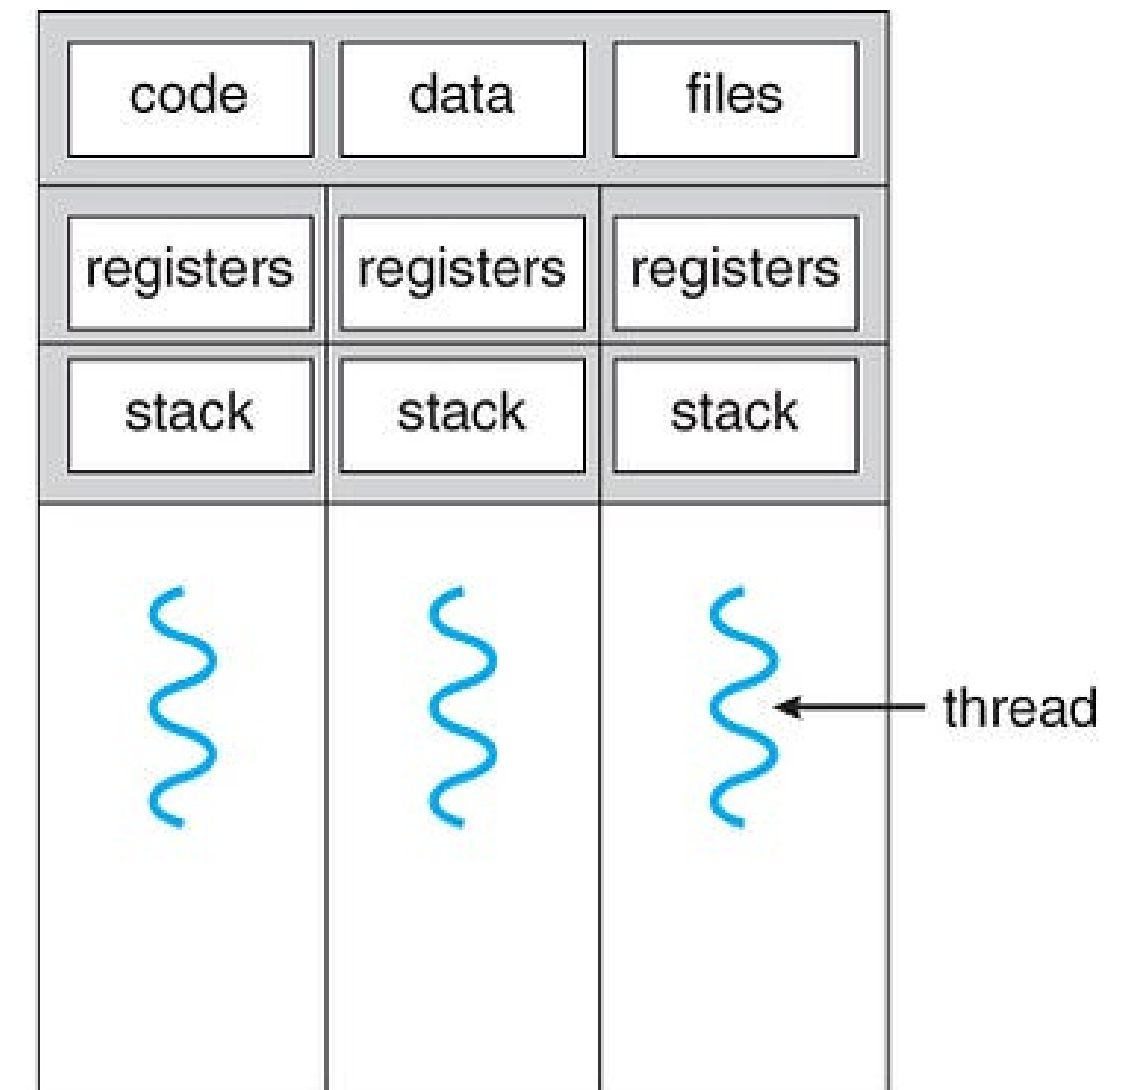 code data files
registers registers registers
stack stack stack
thread